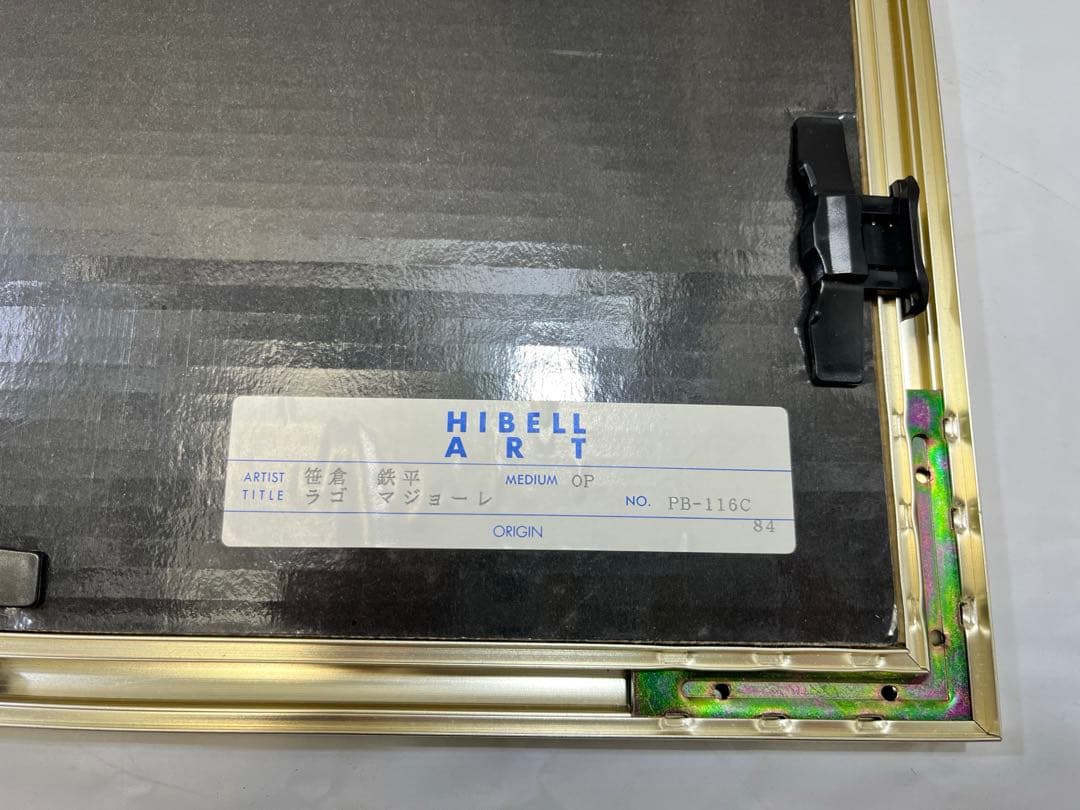 HIBELL
ART
ARTIST 笹倉 鉄平 MEDIUM OP
TITLE ラゴ マジョーレ NO. PB-116C
84
ORIGIN